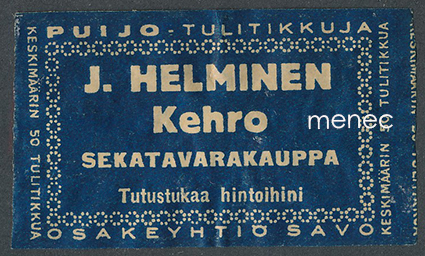 PUIJO-TULITIKKUJA
J. HELMINEN
Kehro
SEKATAVARAKAUPPA
Tutustukaa hintoihini
OSAKEYHTIÖ SAVO
KESKIMÄÄRIN 50 TULITIKKUA
KESKIMÄÄRIN 50 TULITIKKUA
menec